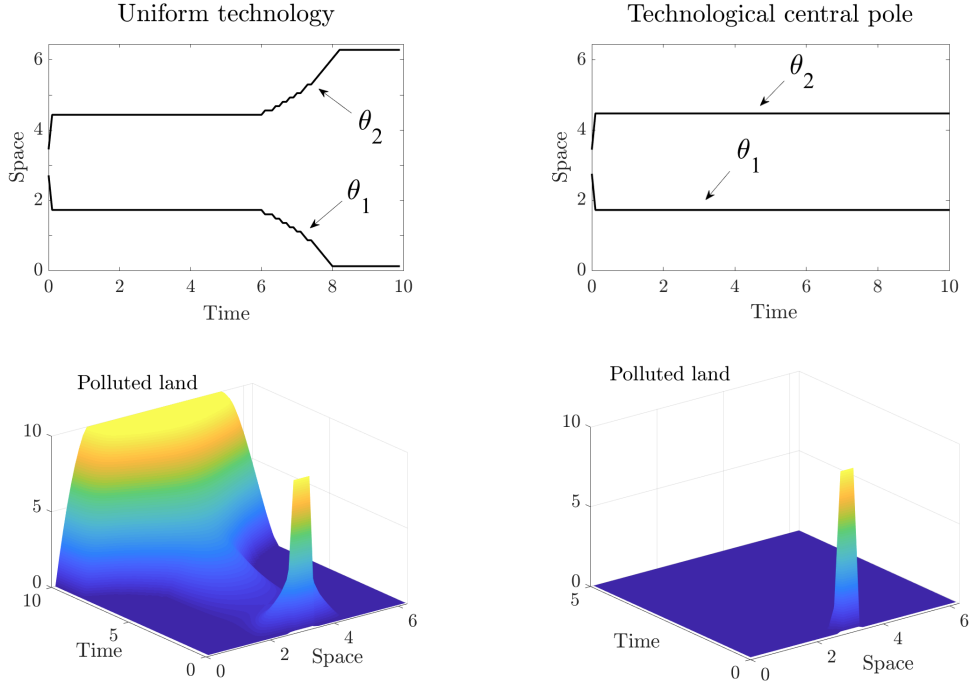 Uniform technology
6
4
2
0
Space
θ2
θ1
0 2 4 6 8 10
Time
Technological central pole
6
4
2
0
Space
θ2
θ1
0 2 4 6 8 10
Time
Polluted land
10
5
0
10
5
0
Time
0
2
4
6
Space
Polluted land
10
5
0
5
0
Time
0
2
4
6
Space